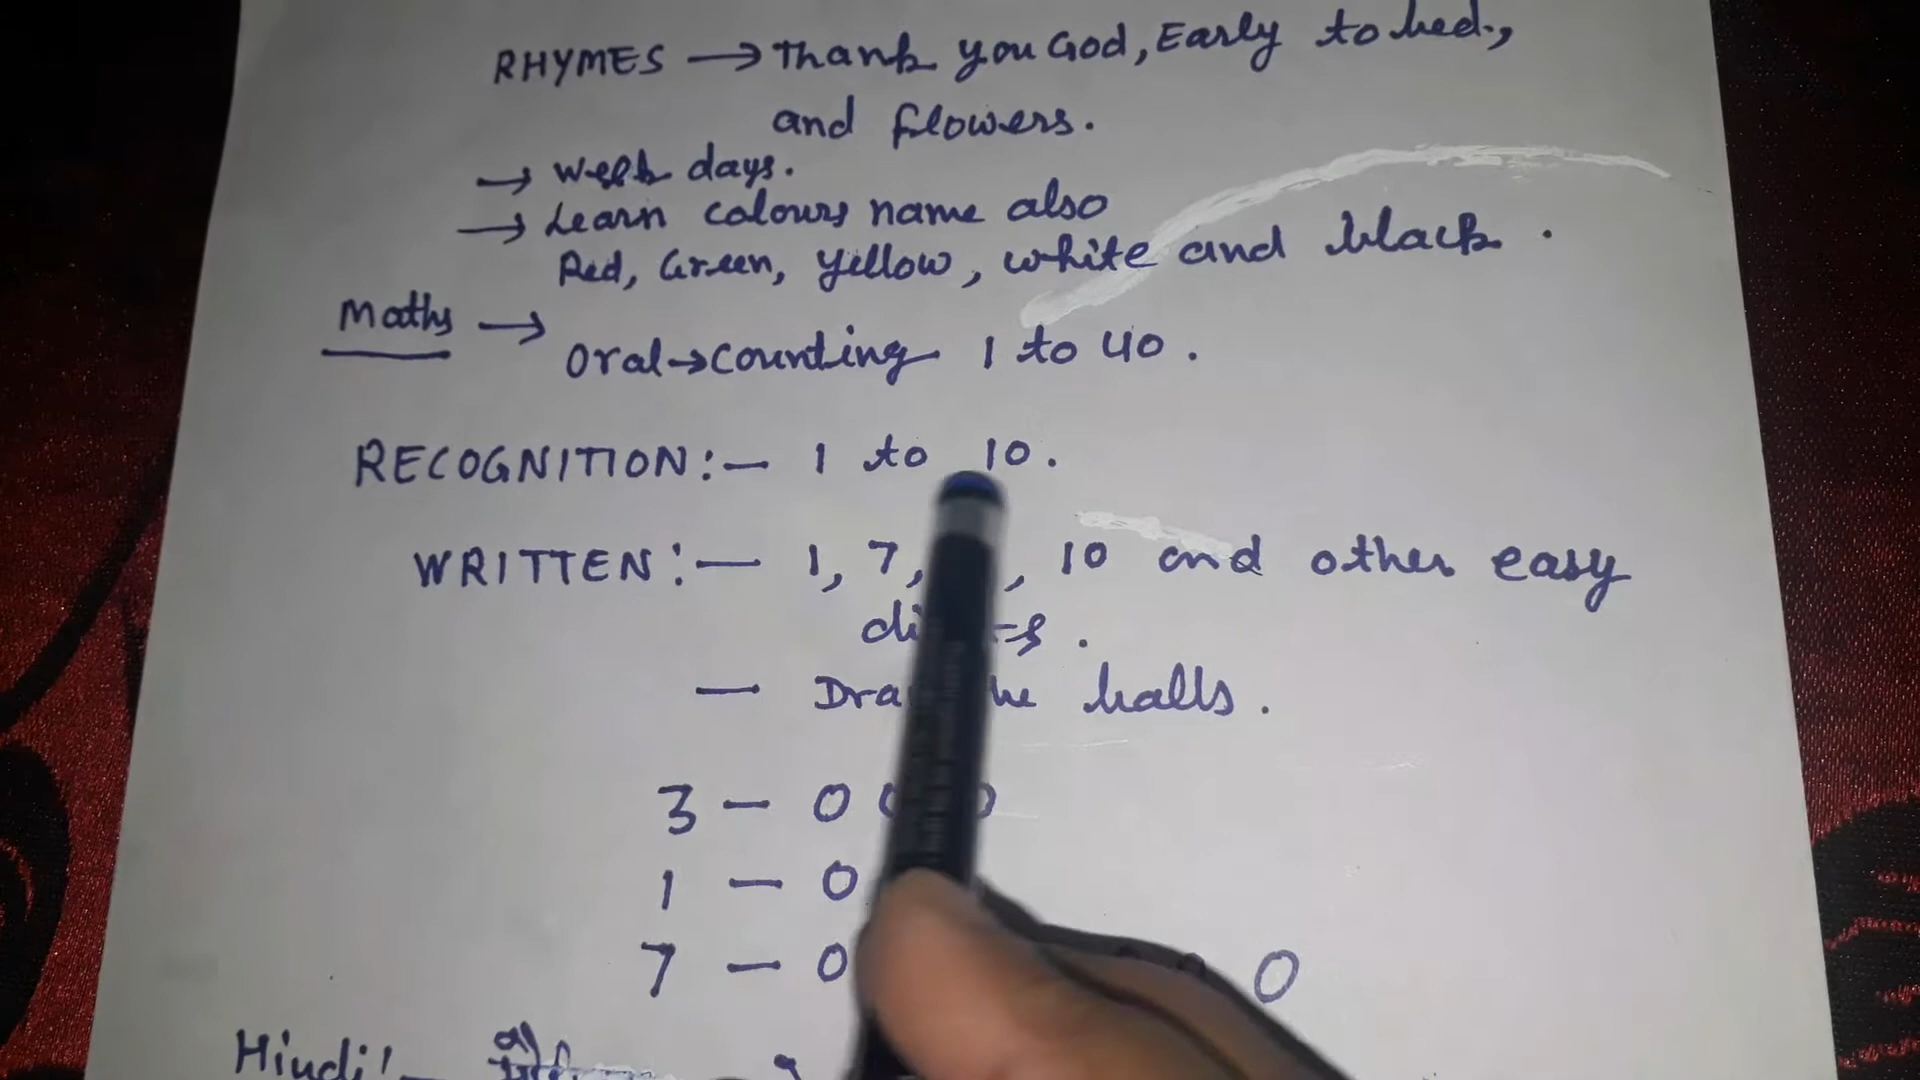 RHYMES → Thank you God, Early to bed.,
and flowers.
→ Week days.
→ Learn colours name also
Red, Green, Yellow, white and black.
Maths →
Oral → Counting 1 to 40.
RECOGNITION:- 1 to 10.
WRITTEN:- 1, 7, , 10 and other easy
.
- balls.
3 - 0 0 0
1 - 0
7 - 0 0
Hindi!-